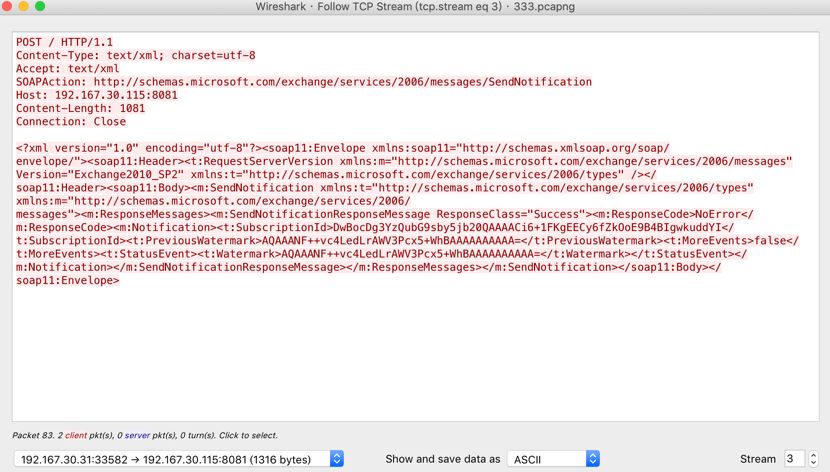 Wireshark · Follow TCP Stream (tcp.stream eq 3) · 333.pcapng
POST / HTTP/1.1
Content-Type: text/xml; charset=utf-8
Accept: text/xml
SOAPAction: http://schemas.microsoft.com/exchange/services/2006/messages/SendNotification
Host: 192.167.30.115:8081
Content-Length: 1081
Connection: Close
<?xml version="1.0" encoding="utf-8"?><soap11:Envelope xmlns:soap11="http://schemas.xmlsoap.org/soap/
envelope/"><soap11:Header><t:RequestServerVersion xmlns:m="http://schemas.microsoft.com/exchange/services/2006/messages"
Version="Exchange2010_SP2" xmlns:t="http://schemas.microsoft.com/exchange/services/2006/types" /></
soap11:Header><soap11:Body><m:SendNotification xmlns:t="http://schemas.microsoft.com/exchange/services/2006/types"
xmlns:m="http://schemas.microsoft.com/exchange/services/2006/
messages"><m:ResponseMessages><m:SendNotificationResponseMessage ResponseClass="Success"><m:ResponseCode>NoError</
m:ResponseCode><m:Notification><t:SubscriptionId>DwBocDg3YzQubG9sby5jb20QAAAACi6+1FKgEECy6fZkOoE9B4BIgwkuddYI</
t:SubscriptionId><t:PreviousWatermark>AQAAANF++vc4LedLrAWV3Pcx5+WhBAAAAAAAAAA=</t:PreviousWatermark><t:MoreEvents>false</
t:MoreEvents><t:StatusEvent><t:Watermark>AQAAANF++vc4LedLrAWV3Pcx5+WhBAAAAAAAAAA=</t:Watermark></t:StatusEvent></
m:Notification></m:SendNotificationResponseMessage></m:ResponseMessages></m:SendNotification></soap11:Body></
soap11:Envelope>
Packet 83. 2 client pkt(s), 0 server pkt(s), 0 turn(s). Click to select.
192.167.30.31:33582 → 192.167.30.115:8081 (1316 bytes) Show and save data as ASCII Stream 3